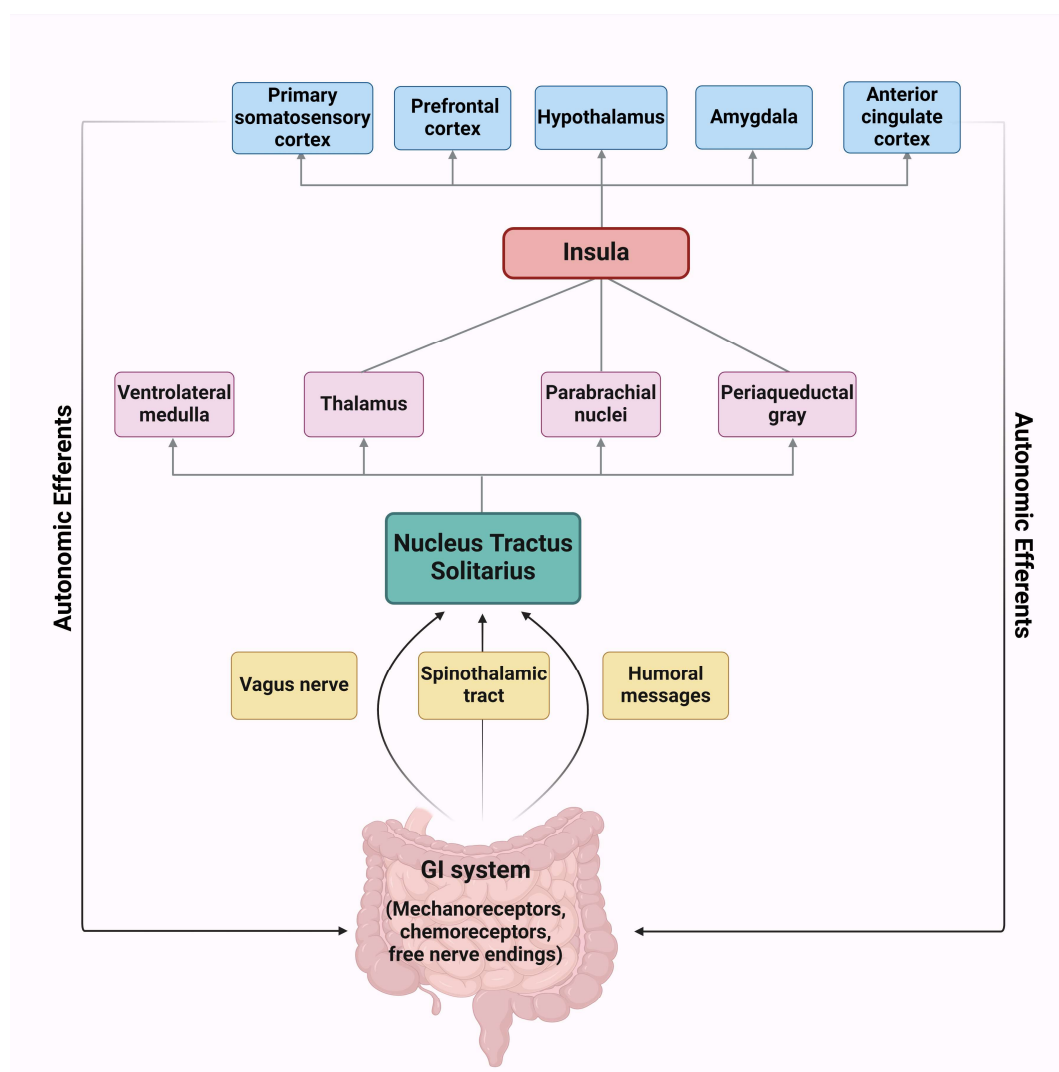 Primary
somatosensory
cortex
Prefrontal
cortex
Hypothalamus
Amygdala
Anterior
cingulate
cortex
Insula
Ventrolateral
medulla
Thalamus
Parabrachial
nuclei
Periaqueductal
gray
Autonomic Efferents
Autonomic Efferents
Nucleus Tractus
Solitarius
Vagus nerve
Spinothalamic
tract
Humoral
messages
GI system
(Mechanoreceptors,
chemoreceptors,
free nerve endings)